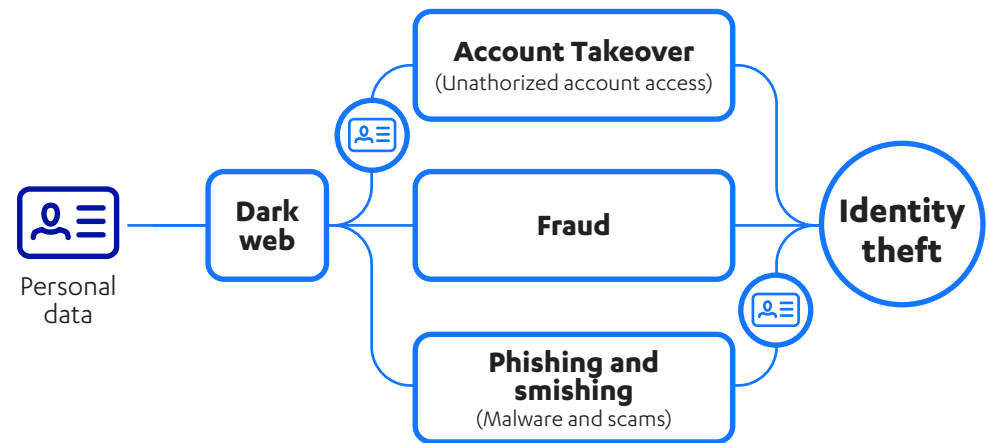 Personal
data
Dark
web
Account Takeover
(Unathorized account access)
Fraud
Phishing and
smishing
(Malware and scams)
Identity
theft